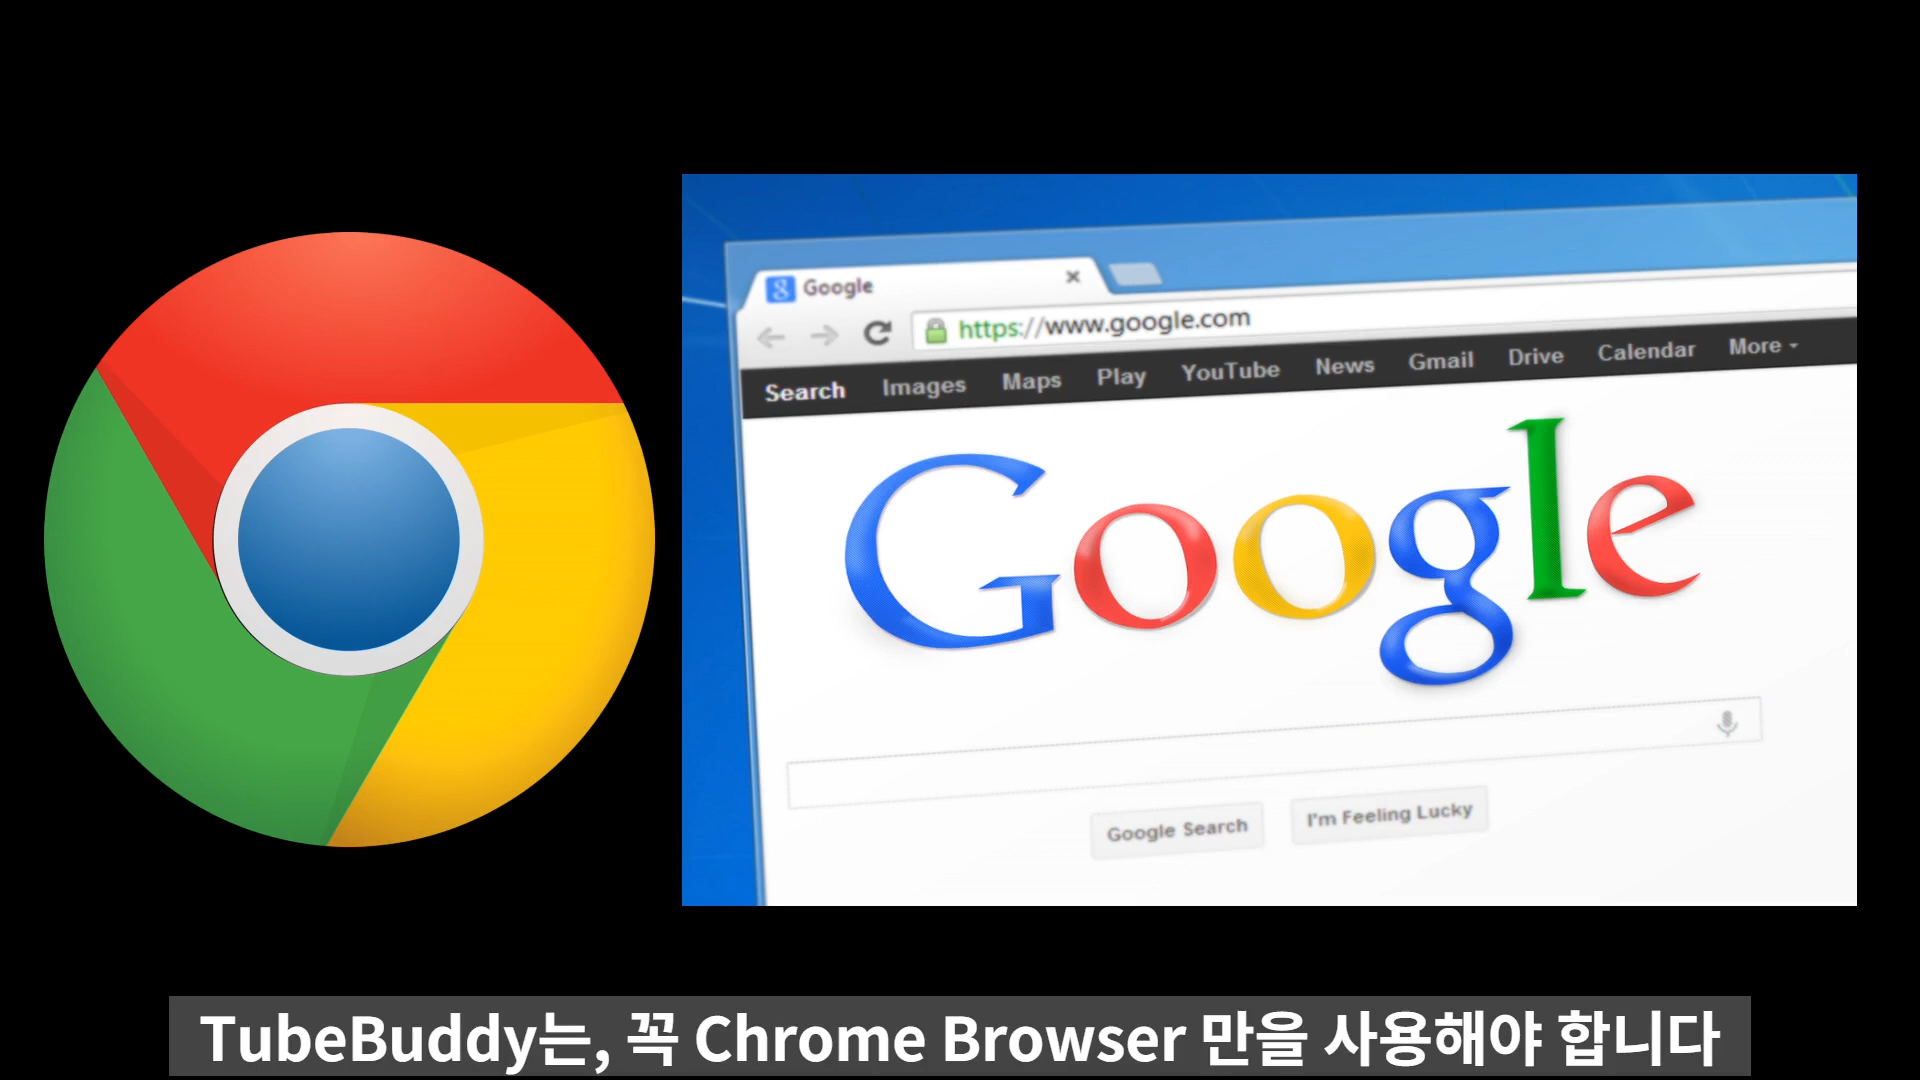 Google
https://www.google.com
Search Images Maps Play YouTube News Gmail Drive Calendar More
Google
Google Search I'm Feeling Lucky
TubeBuddy는, 꼭 Chrome Browser 만을 사용해야 합니다